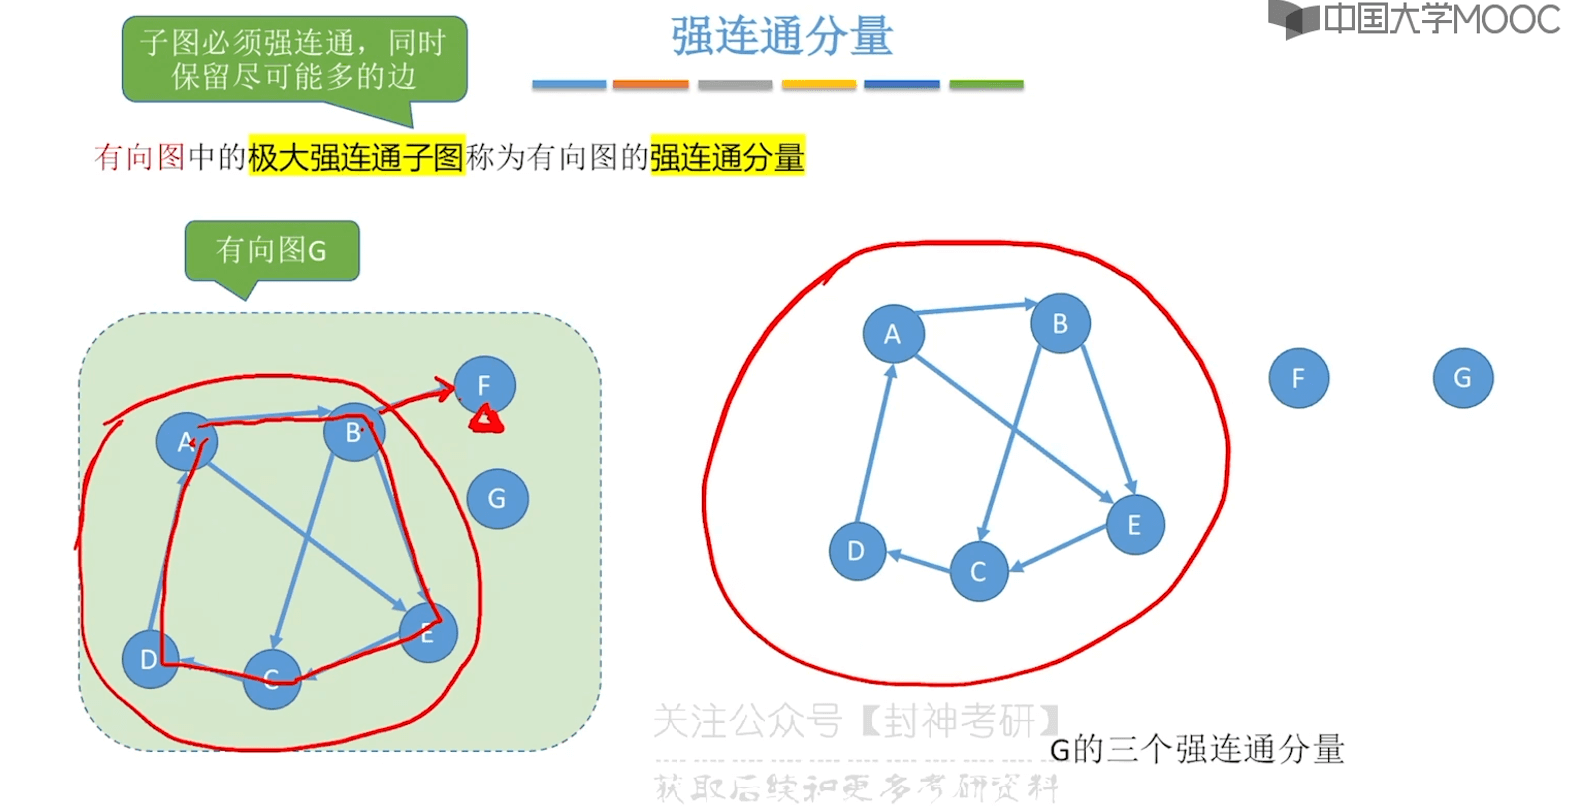 子图必须强连通，同时
保留尽可能多的边
强连通分量
中国大学MOOC
有向图中的极大强连通子图称为有向图的强连通分量
有向图G
A
B
F
G
E
D
C
A
B
F
G
E
D
C
关注公众号【封神考研】
获取后续和更多考研资料
G的三个强连通分量